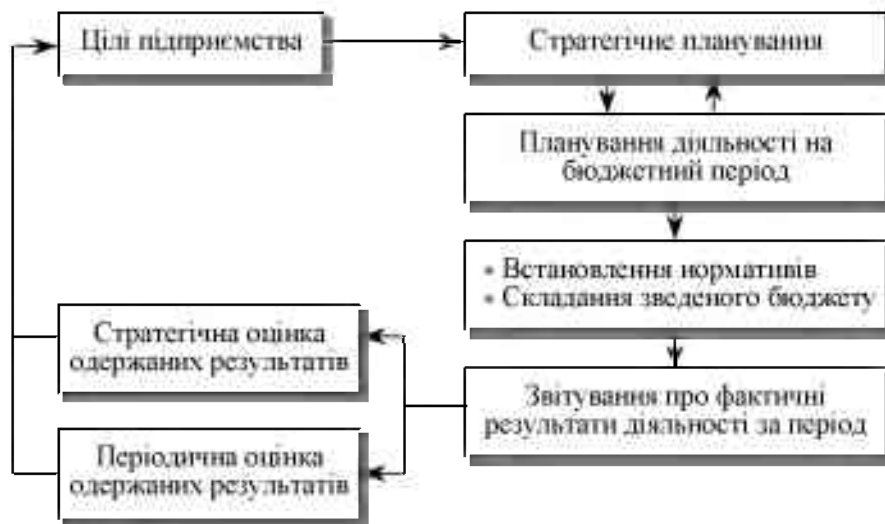 Цілі підприємства
Стратегічне планування
Планування діяльності на
бюджетний період
• Встановлення нормативів
• Складання зведеного бюджету
Стратегічна оцінка
одержаних результатів
Звітування про фактичні
результати діяльності за період
Періодична оцінка
одержаних результатів